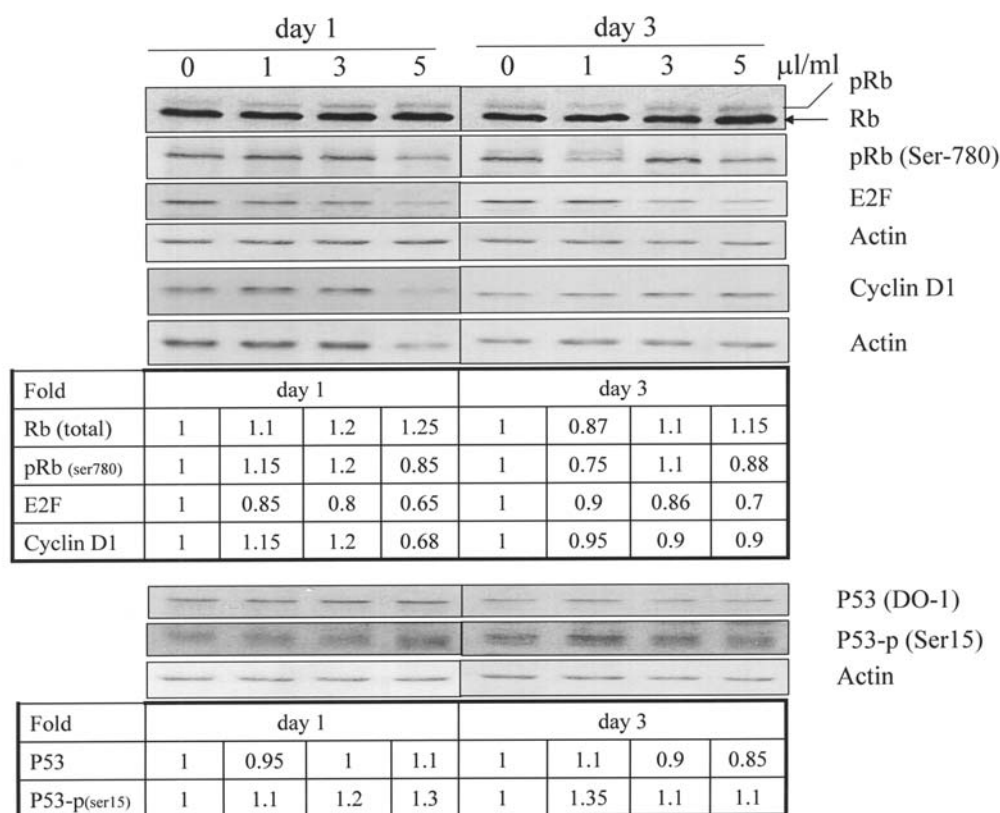 day 1 day 3
0 1 3 5 0 1 3 5 μl/ml
pRb
Rb
pRb (Ser-780)
E2F
Actin
Cyclin D1
Actin
Fold day 1 day 3
Rb (total) 1 1.1 1.2 1.25 1 0.87 1.1 1.15
pRb (ser780) 1 1.15 1.2 0.85 1 0.75 1.1 0.88
E2F 1 0.85 0.8 0.65 1 0.9 0.86 0.7
Cyclin D1 1 1.15 1.2 0.68 1 0.95 0.9 0.9
P53 (DO-1)
P53-p (Ser15)
Actin
Fold day 1 day 3
P53 1 0.95 1 1.1 1 1.1 0.9 0.85
P53-p(ser15) 1 1.1 1.2 1.3 1 1.35 1.1 1.1